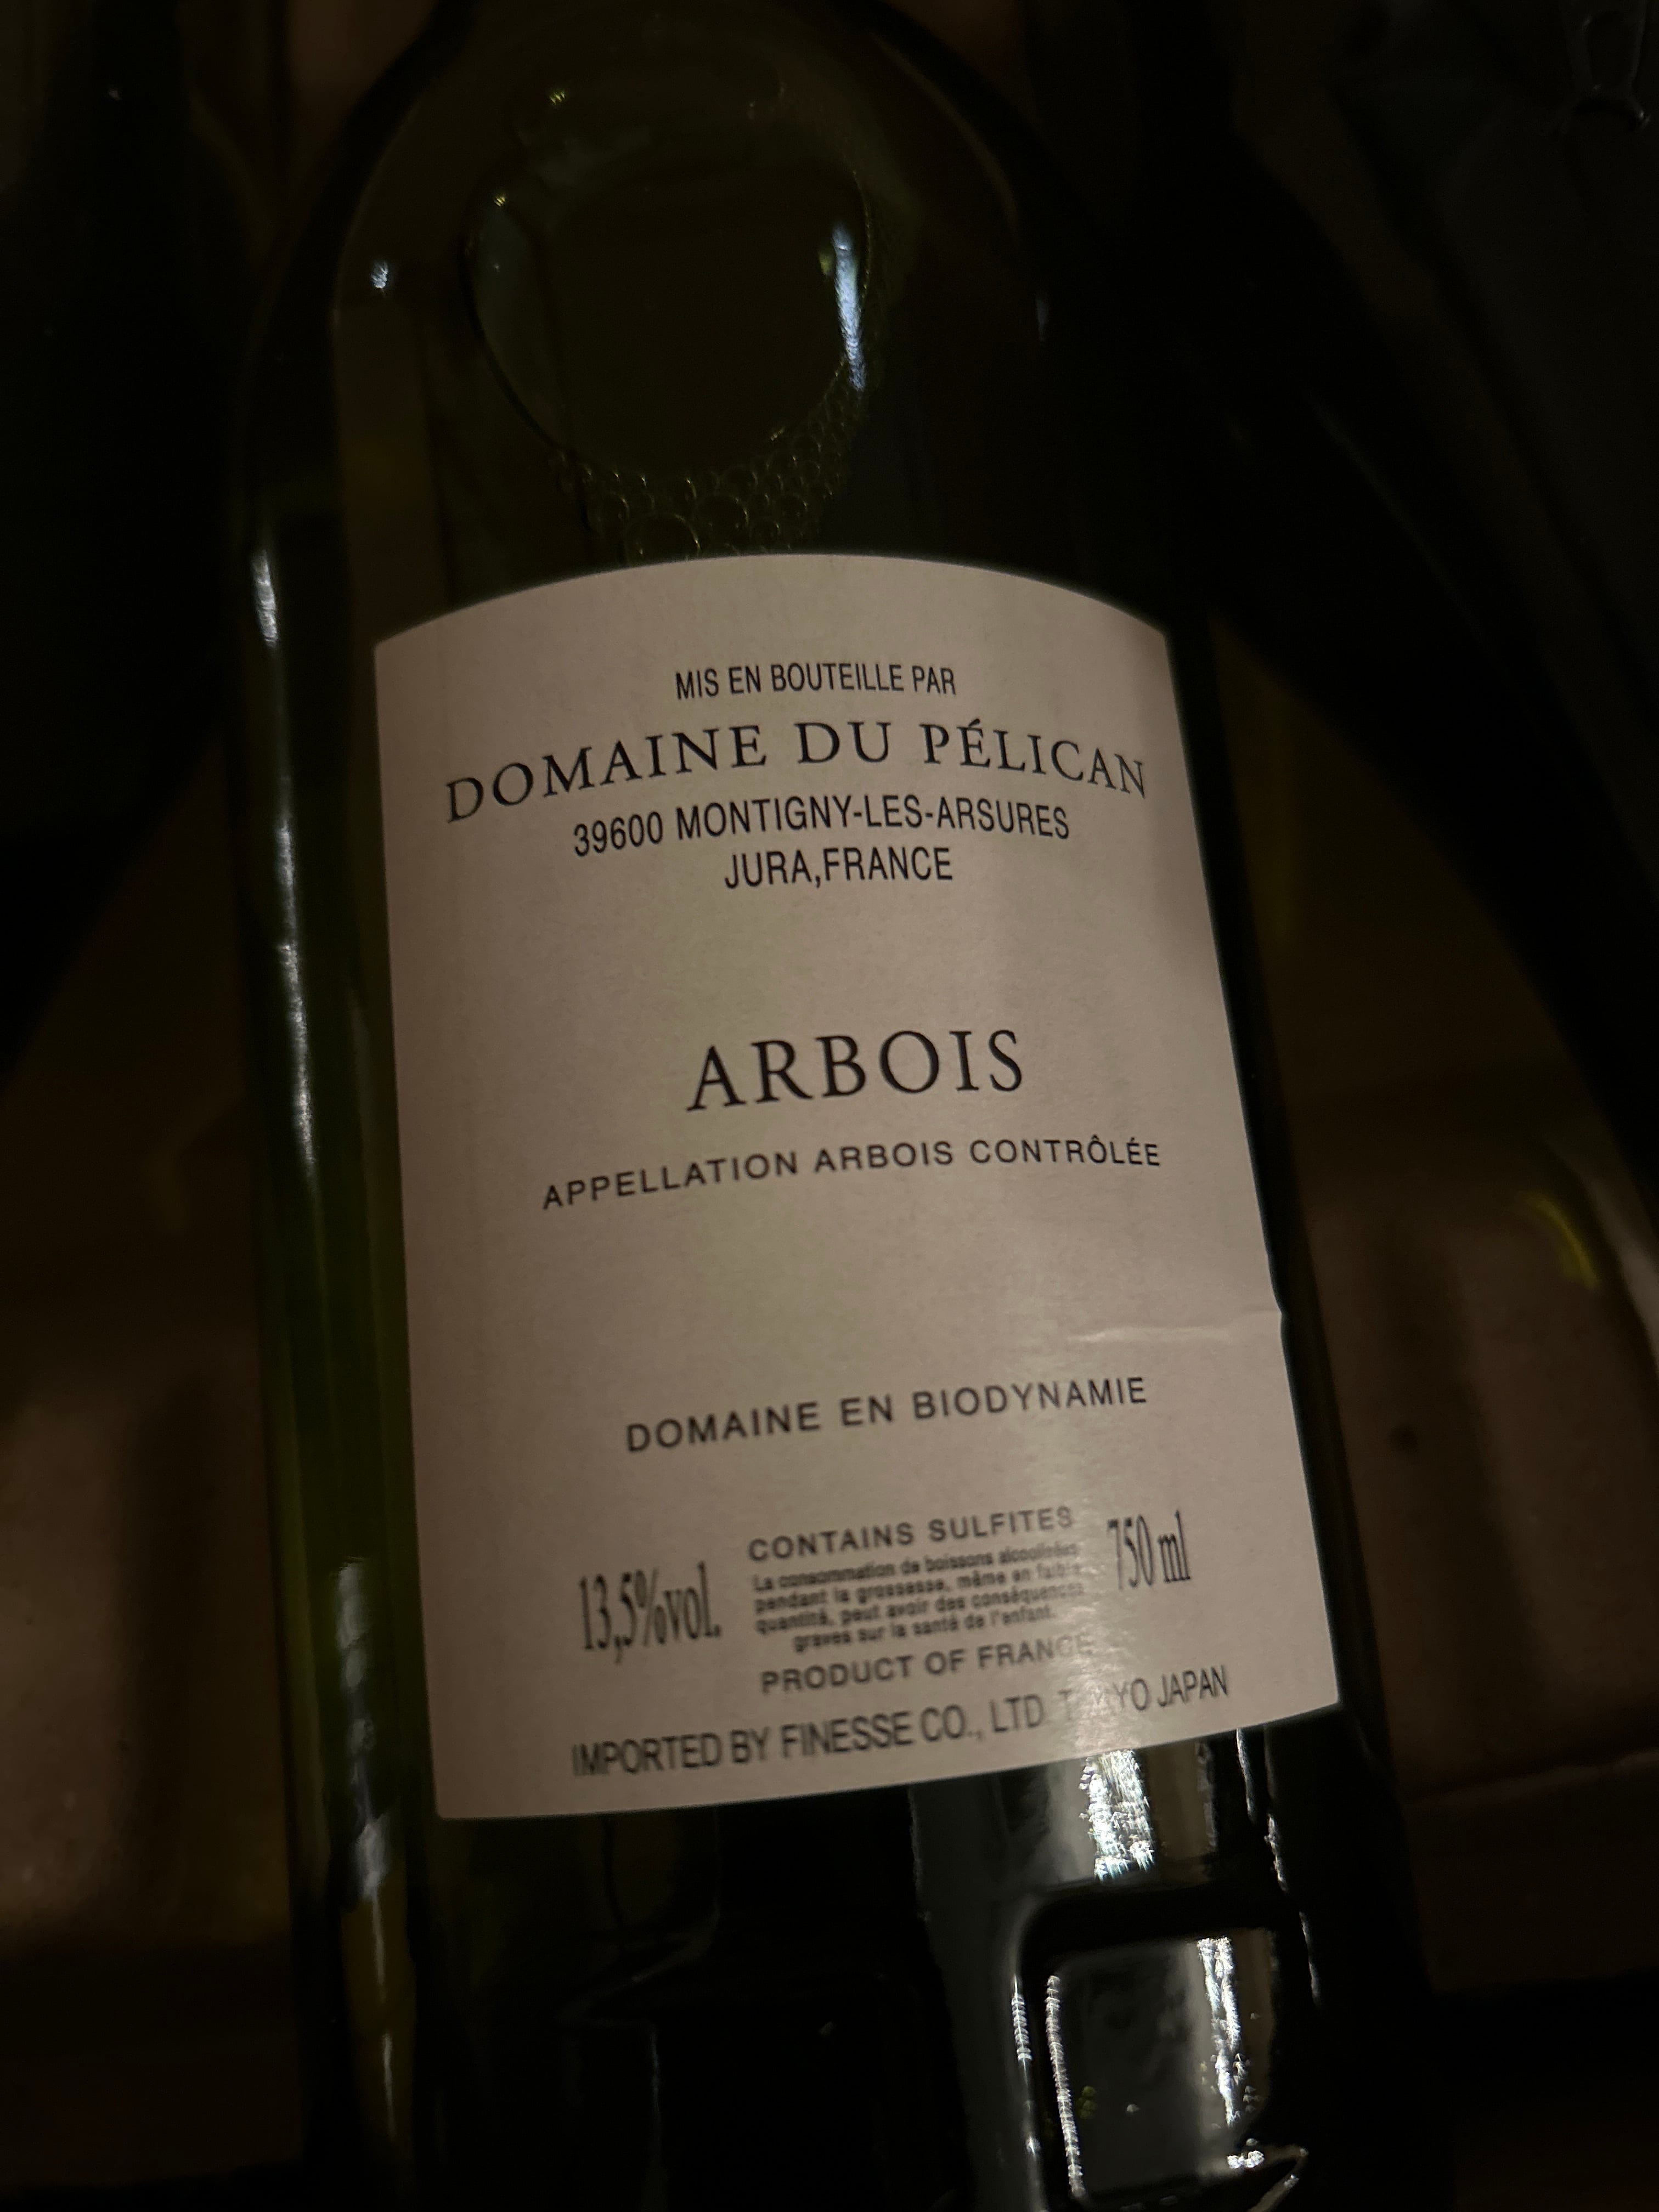 MIS EN BOUTEILLE PAR
DOMAINE DU PÉLICAN
39600 MONTIGNY-LES-ARSURES
JURA,FRANCE
ARBOIS
APPELLATION ARBOIS CONTRÔLÉE
DOMAINE EN BIODYNAMIE
CONTAINS SULFITES
13,5%vol.
La consommation de boissons alcoolisées
pendant la grossesse, même en faible
quantité, peut avoir des conséquences
graves sur la santé de l'enfant.
750 ml
PRODUCT OF FRANCE
IMPORTED BY FINESSE CO., LTD TOKYO JAPAN